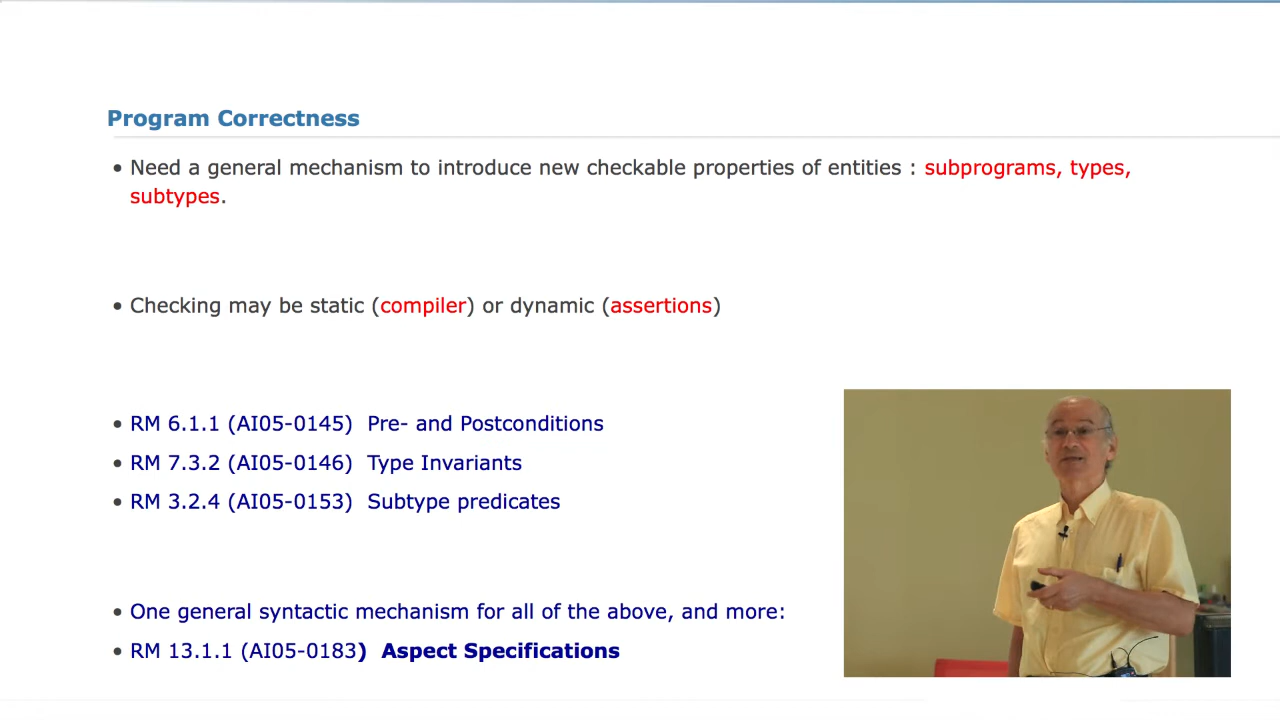 Program Correctness
• Need a general mechanism to introduce new checkable properties of entities : subprograms, types,
subtypes.
• Checking may be static (compiler) or dynamic (assertions)
• RM 6.1.1 (AI05-0145)  Pre- and Postconditions
• RM 7.3.2 (AI05-0146)  Type Invariants
• RM 3.2.4 (AI05-0153)  Subtype predicates
• One general syntactic mechanism for all of the above, and more:
• RM 13.1.1 (AI05-0183)  Aspect Specifications